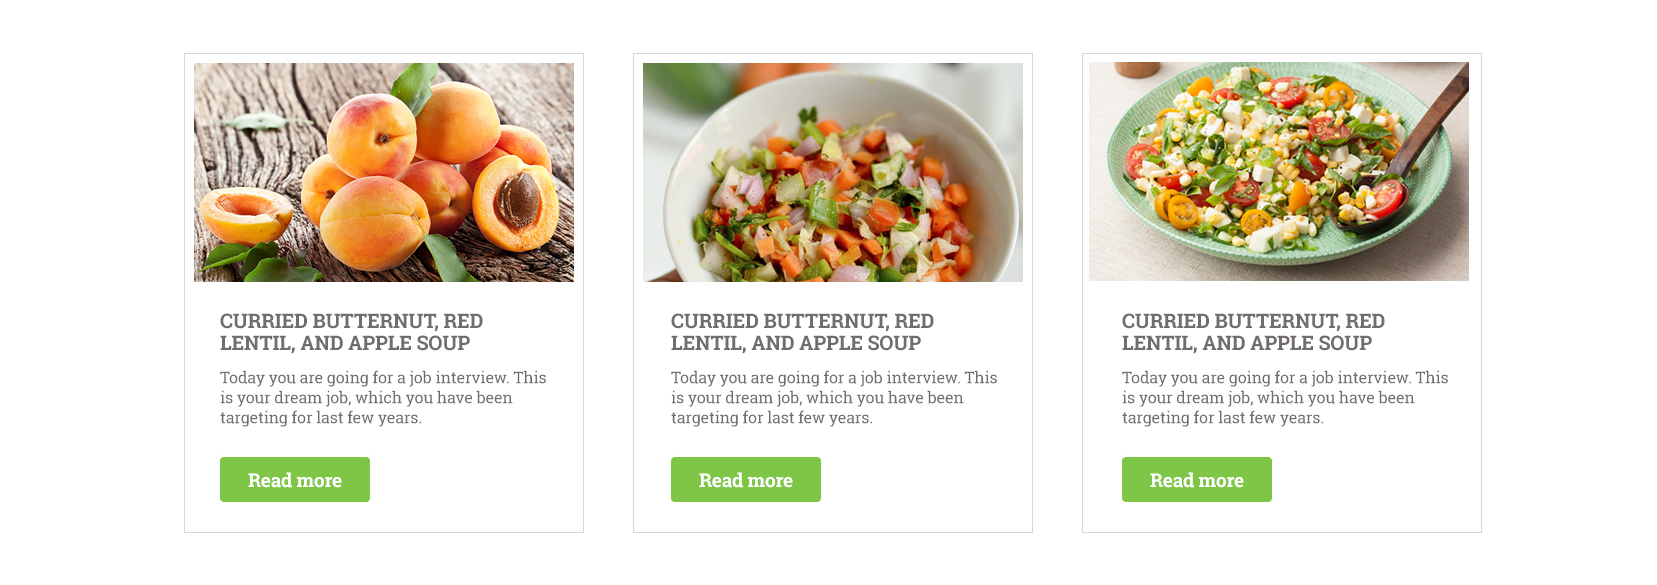 CURRIED BUTTERNUT, RED
LENTIL, AND APPLE SOUP
Today you are going for a job interview. This
is your dream job, which you have been
targeting for last few years.
Read more
CURRIED BUTTERNUT, RED
LENTIL, AND APPLE SOUP
Today you are going for a job interview. This
is your dream job, which you have been
targeting for last few years.
Read more
CURRIED BUTTERNUT, RED
LENTIL, AND APPLE SOUP
Today you are going for a job interview. This
is your dream job, which you have been
targeting for last few years.
Read more